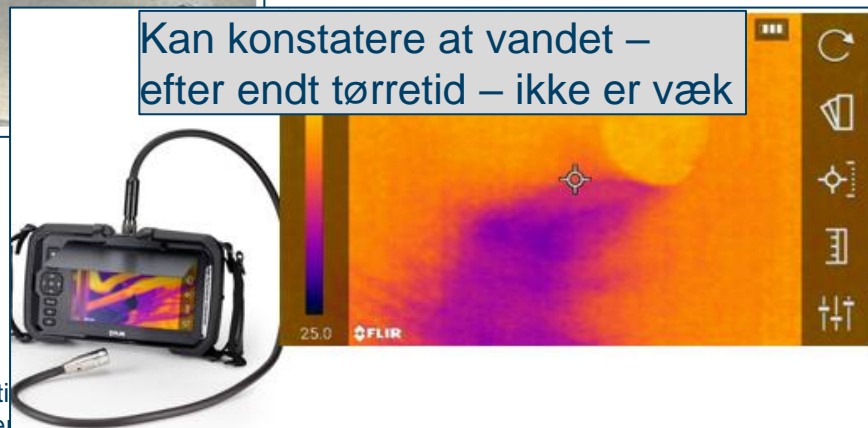 Kan konstatere at vandet –
efter endt tørretid – ikke er væk
25.0 FLIR